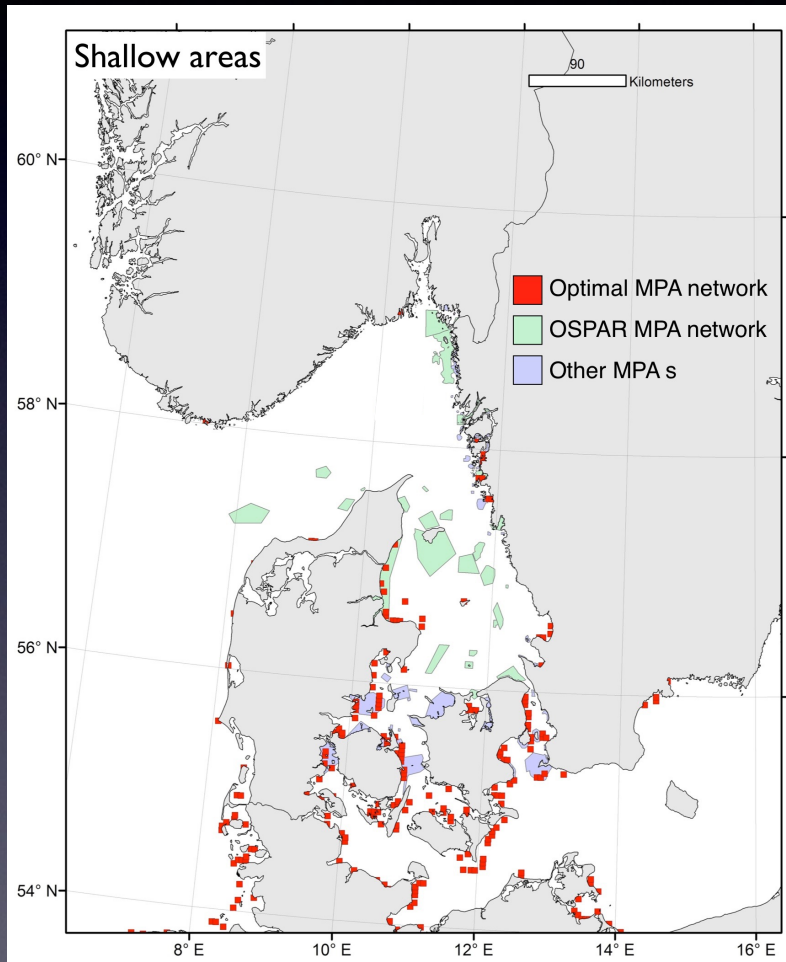 Shallow areas
90
Kilometers
60° N
Optimal MPA network
OSPAR MPA network
Other MPA s
58° N
56° N
54° N
8° E
10° E
12° E
14° E
16° E